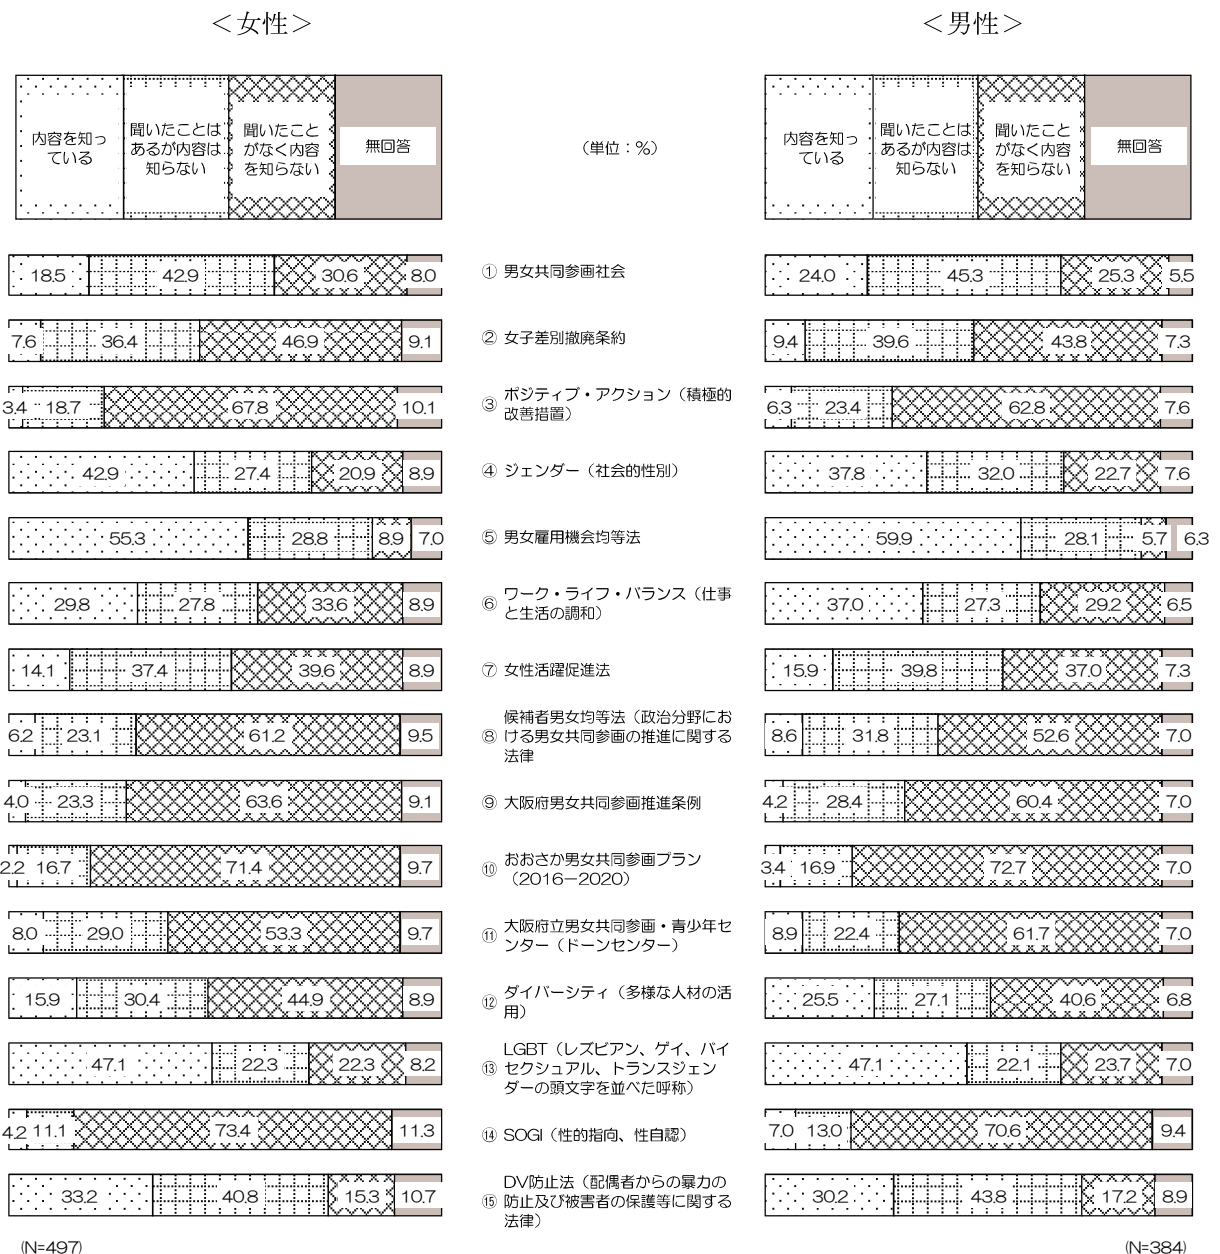 ＜女性＞
＜男性＞
内容を知っ
ている
聞いたことは
あるが内容は
知らない
聞いたこと
がなく内容
を知らない
無回答
（単位：％）
内容を知っ
ている
聞いたことは
あるが内容は
知らない
聞いたこと
がなく内容
を知らない
無回答
18.5 42.9 30.6 8.0
① 男女共同参画社会
24.0 45.3 25.3 5.5
7.6 36.4 46.9 9.1
② 女子差別撤廃条約
9.4 39.6 43.8 7.3
3.4 18.7 67.8 10.1
③ ポジティブ・アクション（積極的
改善措置）
6.3 23.4 62.8 7.6
42.9 27.4 20.9 8.9
④ ジェンダー（社会的性別）
37.8 32.0 22.7 7.6
55.3 28.8 8.9 7.0
⑤ 男女雇用機会均等法
59.9 28.1 5.7 6.3
29.8 27.8 33.6 8.9
⑥ ワーク・ライフ・バランス（仕事
と生活の調和）
37.0 27.3 29.2 6.5
14.1 37.4 39.6 8.9
⑦ 女性活躍促進法
15.9 39.8 37.0 7.3
6.2 23.1 61.2 9.5
候補者男女均等法（政治分野にお
⑧ ける男女共同参画の推進に関する
法律
8.6 31.8 52.6 7.0
4.0 23.3 63.6 9.1
⑨ 大阪府男女共同参画推進条例
4.2 28.4 60.4 7.0
2.2 16.7 71.4 9.7
⑩ おおさか男女共同参画プラン
（2016－2020）
3.4 16.9 72.7 7.0
8.0 29.0 53.3 9.7
⑪ 大阪府立男女共同参画・青少年セ
ンター（ドーンセンター）
8.9 22.4 61.7 7.0
15.9 30.4 44.9 8.9
⑫ ダイバーシティ（多様な人材の活
用）
25.5 27.1 40.6 6.8
47.1 22.3 22.3 8.2
LGBT（レズビアン、ゲイ、バイ
⑬ セクシュアル、トランスジェン
ダーの頭文字を並べた呼称）
47.1 22.1 23.7 7.0
4.2 11.1 73.4 11.3
⑭ SOGI（性的指向、性自認）
7.0 13.0 70.6 9.4
33.2 40.8 15.3 10.7
DV防止法（配偶者からの暴力の
⑮ 防止及び被害者の保護等に関する
法律）
30.2 43.8 17.2 8.9
(N=497)
(N=384)